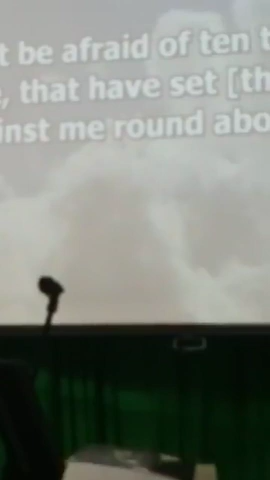 t be afraid of ten t
, that have set [th
inst me round abo